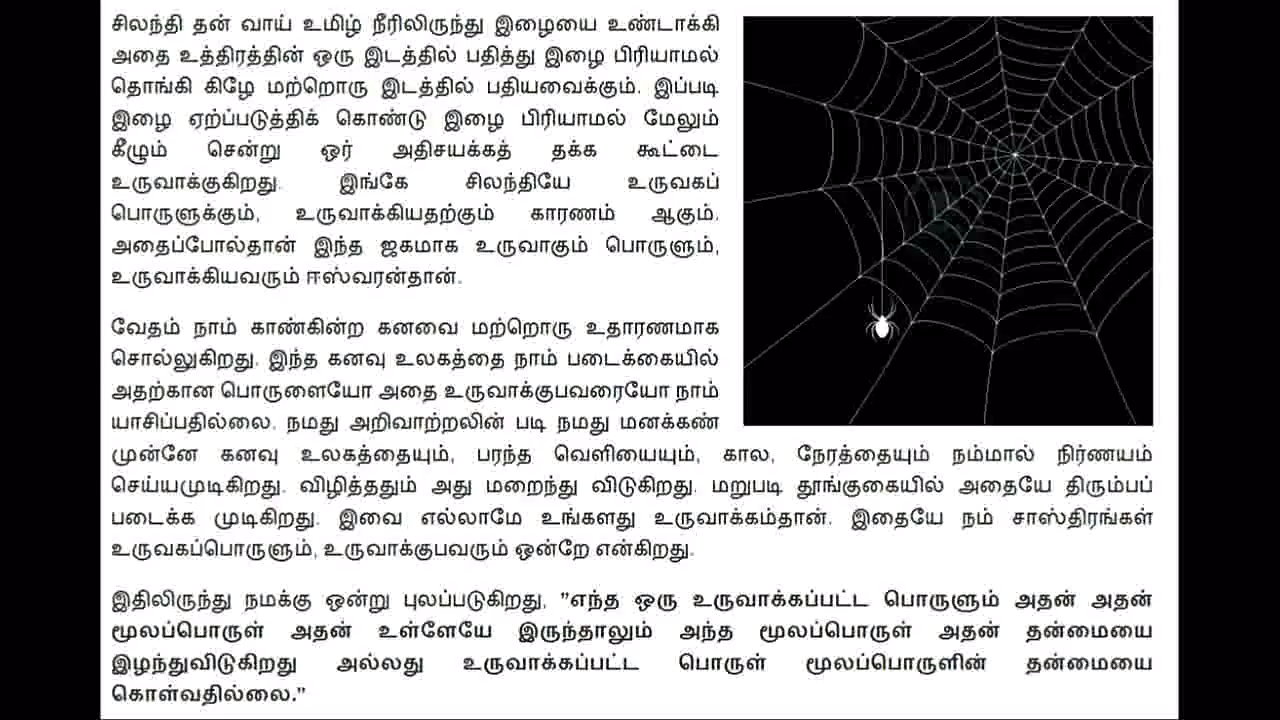 சிலந்தி தன் வாய் உமிழ் நீரிலிருந்து இழையை உண்டாக்கி
அதை உத்திரத்தின் ஒரு இடத்தில் பதித்து இழை பிரியாமல்
தொங்கி கிழே மற்றொரு இடத்தில் பதியவைக்கும். இப்படி
இழை ஏற்ப்படுத்திக் கொண்டு இழை பிரியாமல் மேலும்
கீழும் சென்று ஒர் அதிசயக்கத் தக்க கூட்டை
உருவாக்குகிறது. இங்கே சிலந்தியே உருவகப்
பொருளுக்கும், உருவாக்கியதற்கும் காரணம் ஆகும்.
அதைப்போல்தான் இந்த ஜகமாக உருவாகும் பொருளும்,
உருவாக்கியவரும் ஈஸ்வரன்தான்.
வேதம் நாம் காண்கின்ற கனவை மற்றொரு உதாரணமாக
சொல்லுகிறது. இந்த கனவு உலகத்தை நாம் படைக்கையில்
அதற்கான பொருளையோ அதை உருவாக்குபவரையோ நாம்
யாசிப்பதில்லை. நமது அறிவாற்றலின் படி நமது மனக்கண்
முன்னே கனவு உலகத்தையும், பரந்த வெளியையும், கால, நேரத்தையும் நம்மால் நிர்ணயம்
செய்யமுடிகிறது. விழித்ததும் அது மறைந்து விடுகிறது. மறுபடி தூங்குகையில் அதையே திரும்பப்
படைக்க முடிகிறது. இவை எல்லாமே உங்களது உருவாக்கம்தான். இதையே நம் சாஸ்திரங்கள்
உருவகப்பொருளும், உருவாக்குபவரும் ஒன்றே என்கிறது.
இதிலிருந்து நமக்கு ஒன்று புலப்படுகிறது, "எந்த ஒரு உருவாக்கப்பட்ட பொருளும் அதன் அதன்
மூலப்பொருள் அதன் உள்ளேயே இருந்தாலும் அந்த மூலப்பொருள் அதன் தன்மையை
இழந்துவிடுகிறது அல்லது உருவாக்கப்பட்ட பொருள் மூலப்பொருளின் தன்மையை
கொள்வதில்லை."